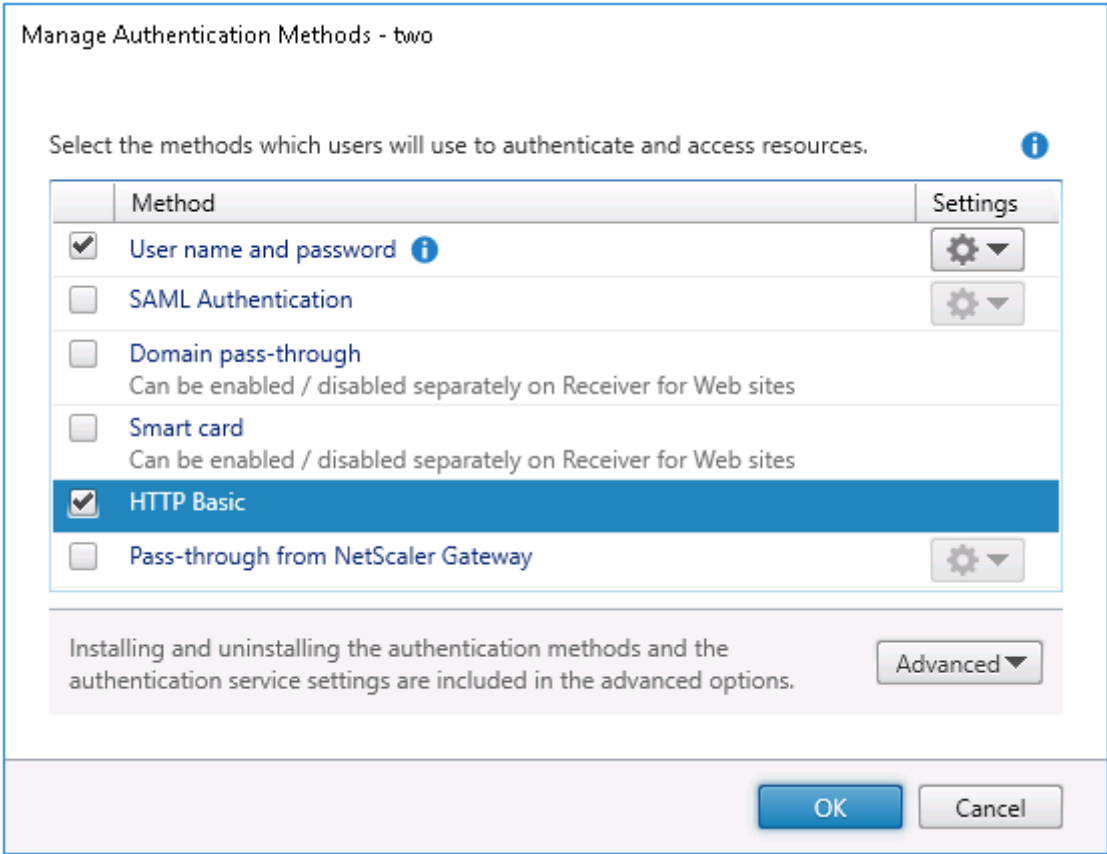 Manage Authentication Methods - two
Select the methods which users will use to authenticate and access resources.
Method Settings
User name and password
SAML Authentication
Domain pass-through
Can be enabled / disabled separately on Receiver for Web sites
Smart card
Can be enabled / disabled separately on Receiver for Web sites
HTTP Basic
Pass-through from NetScaler Gateway
Installing and uninstalling the authentication methods and the
authentication service settings are included in the advanced options.
Advanced
OK Cancel